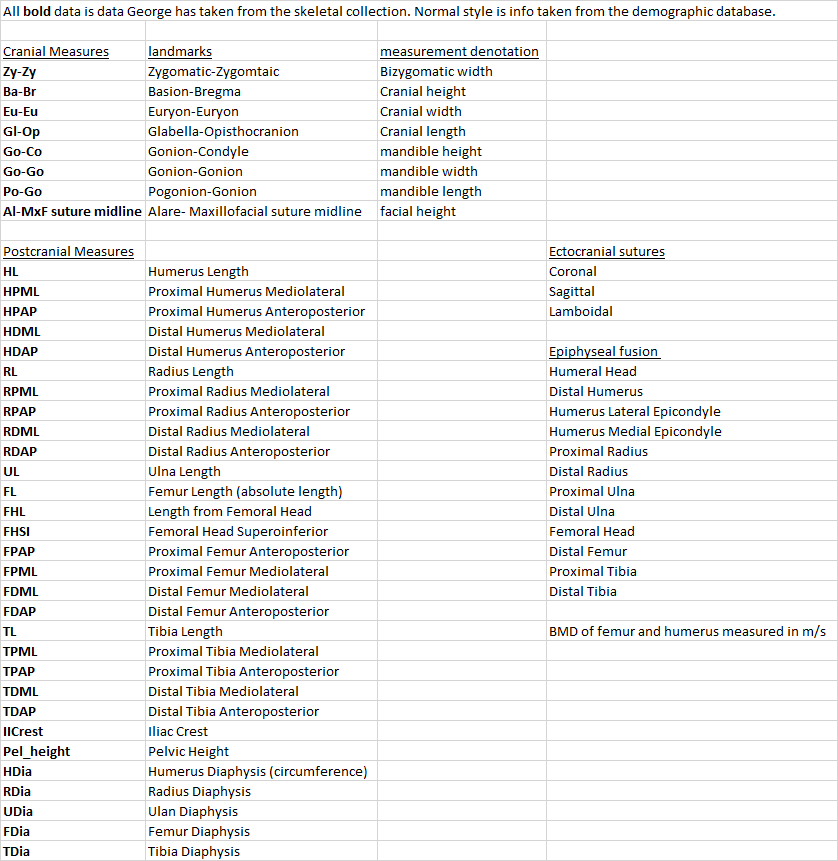 All bold data is data George has taken from the skeletal collection. Normal style is info taken from the demographic database.
Cranial Measures landmarks measurement denotation
Zy-Zy Zygomatic-Zygomtaic Bizygomatic width
Ba-Br Basion-Bregma Cranial height
Eu-Eu Euryon-Euryon Cranial width
Gl-Op Glabella-Opisthocranion Cranial length
Go-Co Gonion-Condyle mandible height
Go-Go Gonion-Gonion mandible width
Po-Go Pogonion-Gonion mandible length
Al-MxF suture midline Alare- Maxillofacial suture midline facial height
Postcranial Measures Ectocranial sutures
HL Humerus Length Coronal
HPML Proximal Humerus Mediolateral Sagittal
HPAP Proximal Humerus Anteroposterior Lamboidal
HDML Distal Humerus Mediolateral
HDAP Distal Humerus Anteroposterior Epiphyseal fusion
RL Radius Length Humeral Head
RPML Proximal Radius Mediolateral Distal Humerus
RPAP Proximal Radius Anteroposterior Humerus Lateral Epicondyle
RDML Distal Radius Mediolateral Humerus Medial Epicondyle
RDAP Distal Radius Anteroposterior Proximal Radius
UL Ulna Length Distal Radius
FL Femur Length (absolute length) Proximal Ulna
FHL Length from Femoral Head Distal Ulna
FHSI Femoral Head Superoinferior Femoral Head
FPAP Proximal Femur Anteroposterior Distal Femur
FPML Proximal Femur Mediolateral Proximal Tibia
FDML Distal Femur Mediolateral Distal Tibia
FDAP Distal Femur Anteroposterior
TL Tibia Length BMD of femur and humerus measured in m/s
TPML Proximal Tibia Mediolateral
TPAP Proximal Tibia Anteroposterior
TDML Distal Tibia Mediolateral
TDAP Distal Tibia Anteroposterior
IlCrest Iliac Crest
Pel_height Pelvic Height
HDia Humerus Diaphysis (circumference)
RDia Radius Diaphysis
UDia Ulan Diaphysis
FDia Femur Diaphysis
TDia Tibia Diaphysis